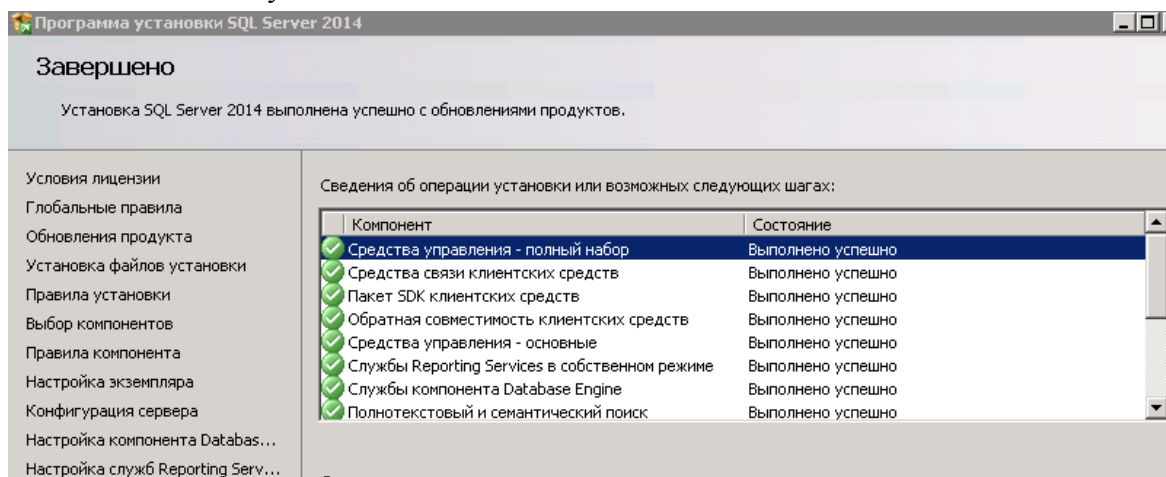 Программа установки SQL Server 2014
Завершено
Установка SQL Server 2014 выполнена успешно с обновлениями продуктов.
Условия лицензии
Глобальные правила
Обновления продукта
Установка файлов установки
Правила установки
Выбор компонентов
Правила компонента
Настройка экземпляра
Конфигурация сервера
Настройка компонента Databas...
Настройка служб Reporting Serv...
Сведения об операции установки или возможных следующих шагах:
Компонент Состояние
Средства управления - полный набор Выполнено успешно
Средства связи клиентских средств Выполнено успешно
Пакет SDK клиентских средств Выполнено успешно
Обратная совместимость клиентских средств Выполнено успешно
Средства управления - основные Выполнено успешно
Службы Reporting Services в собственном режиме Выполнено успешно
Службы компонента Database Engine Выполнено успешно
Полнотекстовый и семантический поиск Выполнено успешно